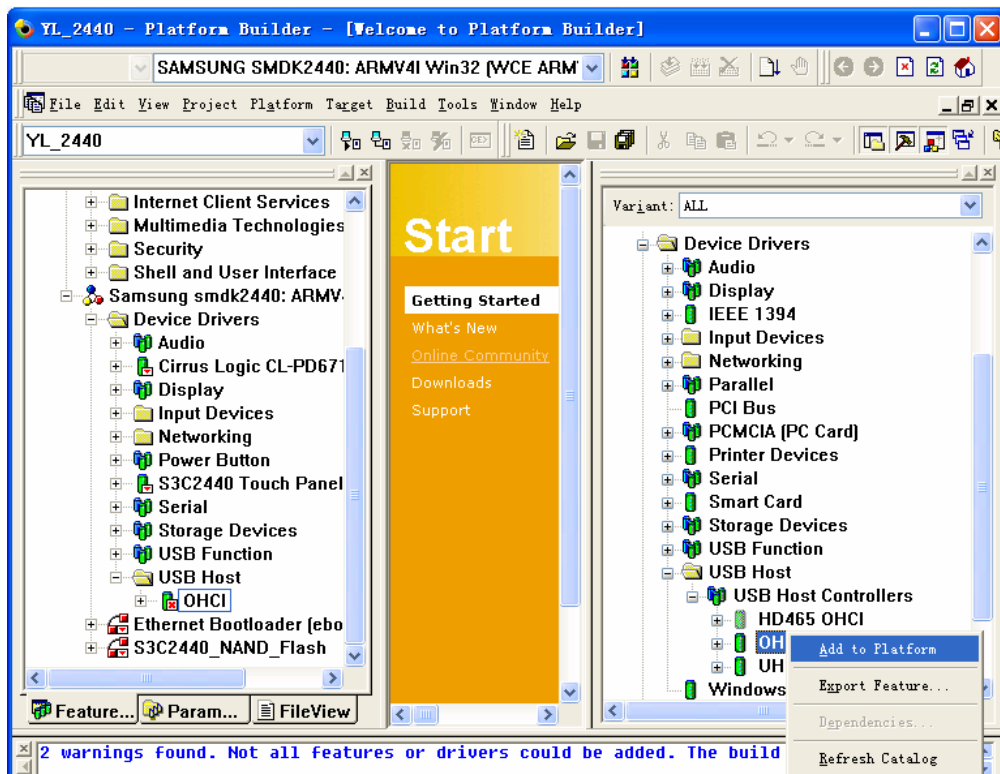 YL_2440 - Platform Builder - [Welcome to Platform Builder]
SAMSUNG SMDK2440: ARMV4I Win32 (WCE ARM
File Edit View Project Platform Target Build Tools Window Help
YL_2440
Internet Client Services
Multimedia Technologies
Security
Shell and User Interface
Samsung smdk2440: ARMV
Device Drivers
Audio
Cirrus Logic CL-PD671
Display
Input Devices
Networking
Power Button
S3C2440 Touch Panel
Serial
Storage Devices
USB Function
USB Host
OHCI
Ethernet Bootloader (ebo
S3C2440_NAND_Flash
Feature... Param... FileView
Start
Getting Started
What's New
Online Community
Downloads
Support
Variant: ALL
Device Drivers
Audio
Display
IEEE 1394
Input Devices
Networking
Parallel
PCI Bus
PCMCIA (PC Card)
Printer Devices
Serial
Smart Card
Storage Devices
USB Function
USB Host
USB Host Controllers
HD465 OHCI
OH
UH
Windows
Add to Platform
Export Feature...
Dependencies...
Refresh Catalog
2 warnings found. Not all features or drivers could be added. The build